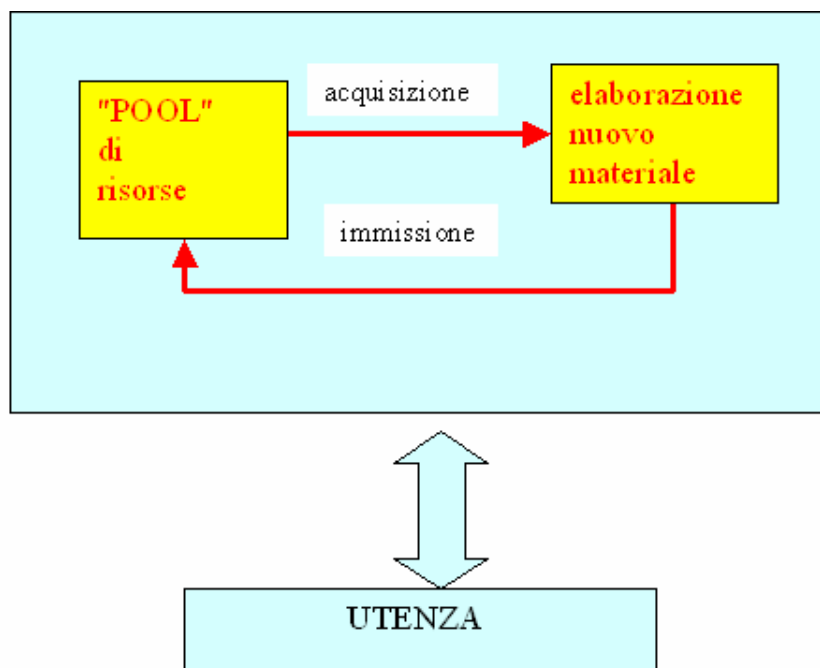 "POOL"
di
risorse
acquisizione
elaborazione
nuovo
materiale
immissione
UTENZA